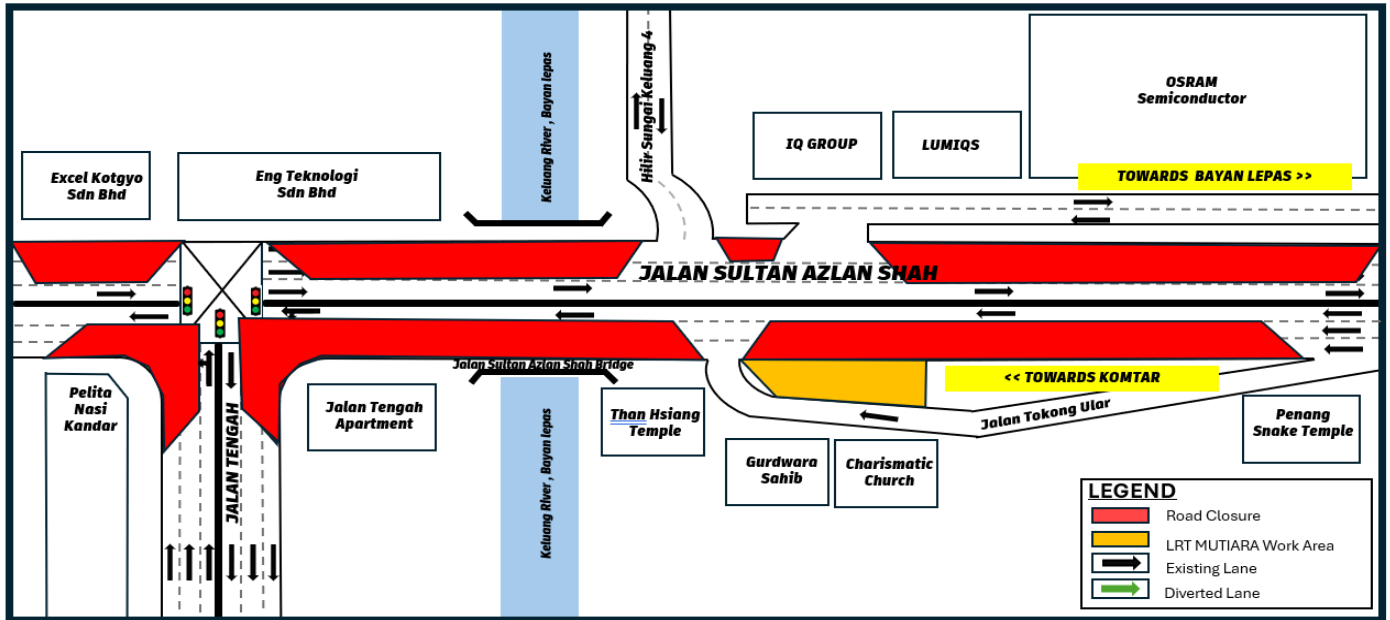 Keluang River , Bayan lepas
Hilir Sungai Keluang 4
OSRAM
Semiconductor
IQ GROUP
LUMIQS
Excel Kotgyo
Sdn Bhd
Eng Teknologi
Sdn Bhd
TOWARDS BAYAN LEPAS >>
JALAN SULTAN AZLAN SHAH
Jalan Sultan Azlan Shah Bridge
<< TOWARDS KOMTAR
Pelita
Nasi
Kandar
JALAN TENGAH
Jalan Tengah
Apartment
Keluang River , Bayan lepas
Than Hsiang
Temple
Jalan Tokong Ular
Penang
Snake Temple
Gurdwara
Sahib
Charismatic
Church
LEGEND
Road Closure
LRT MUTIARA Work Area
Existing Lane
Diverted Lane